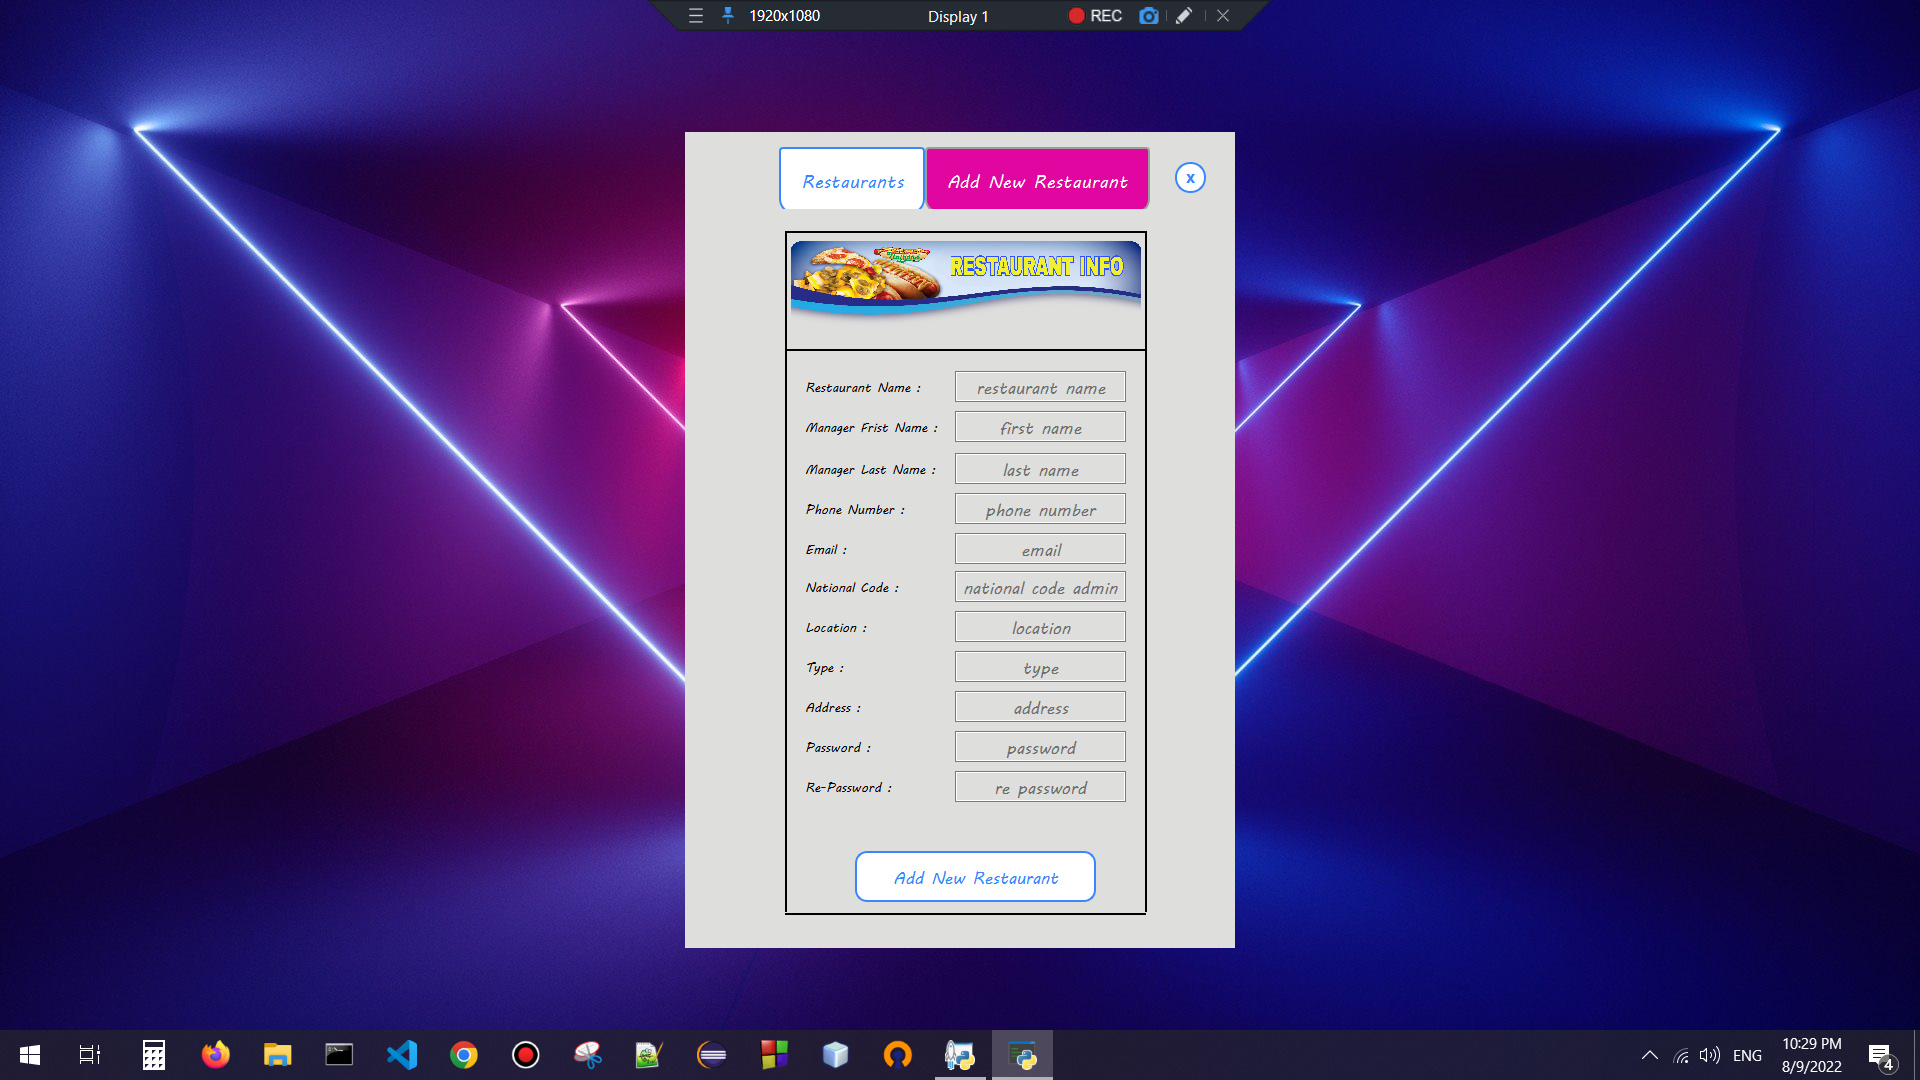 1920x1080 Display 1 REC
Restaurants Add New Restaurant x
RESTAURANT INFO
Restaurant Name : restaurant name
Manager Frist Name : first name
Manager Last Name : last name
Phone Number : phone number
Email : email
National Code : national code admin
Location : location
Type : type
Address : address
Password : password
Re-Password : re password
Add New Restaurant
ENG 10:29 PM
8/9/2022 4